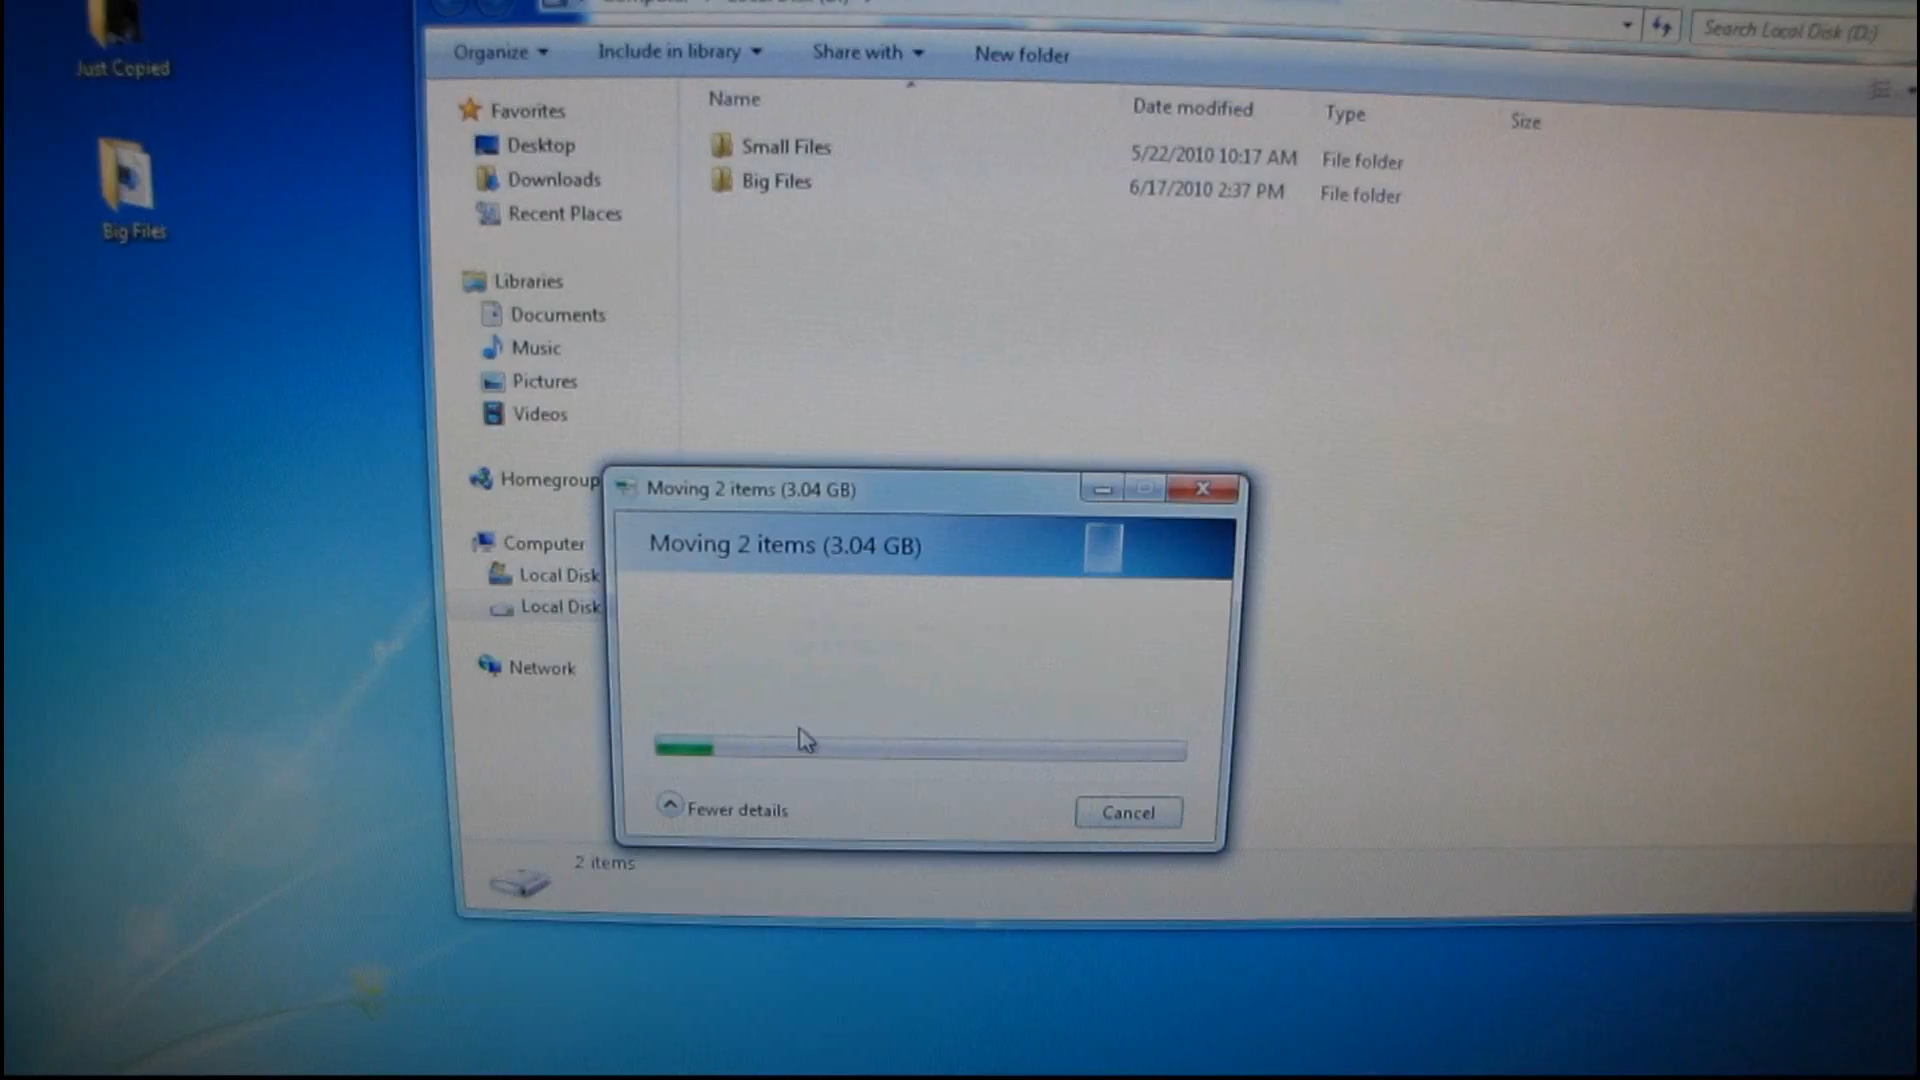 Just Copied
Big Files
Search Local Disk (D:)
Organize
Include in library
Share with
New folder
Name
Date modified
Type
Size
Small Files
5/22/2010 10:17 AM
File folder
Big Files
6/17/2010 2:37 PM
File folder
Favorites
Desktop
Downloads
Recent Places
Libraries
Documents
Music
Pictures
Videos
Homegroup
Computer
Local Disk
Local Disk
Network
Moving 2 items (3.04 GB)
Moving 2 items (3.04 GB)
Fewer details
Cancel
2 items